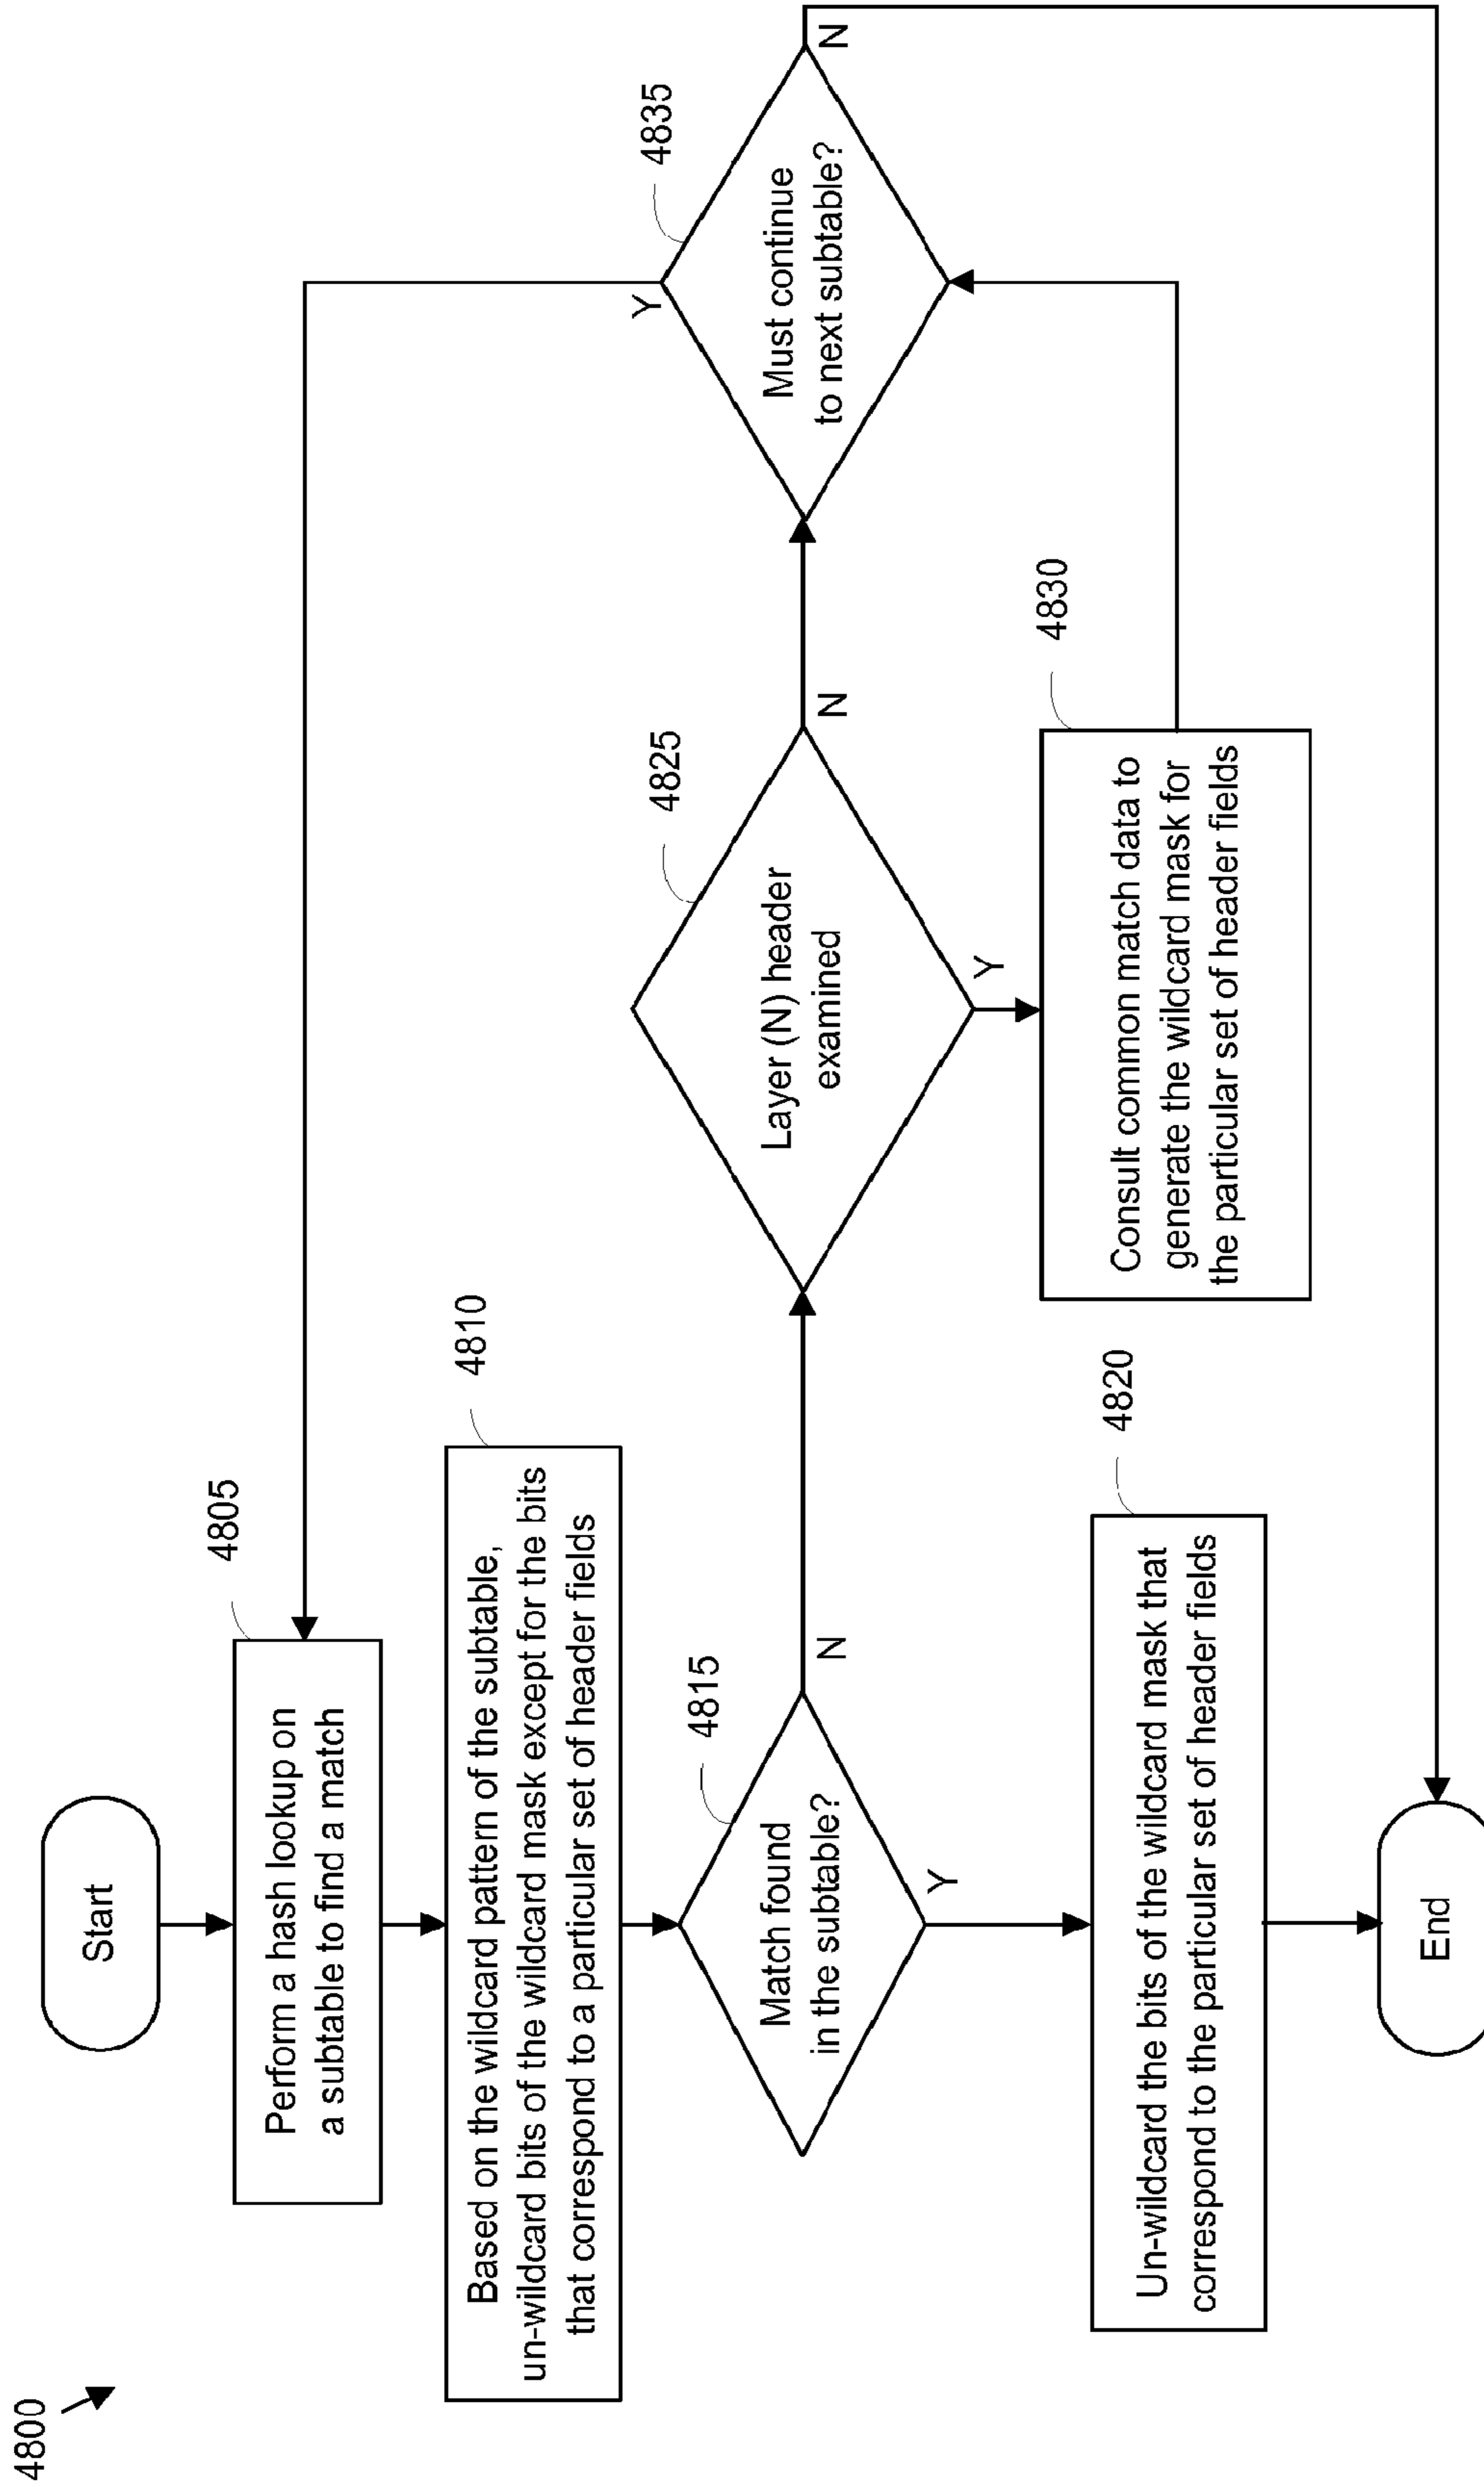 4800
Start
4805
Perform a hash lookup on
a subtable to find a match
4810
Based on the wildcard pattern of the subtable,
un-wildcard bits of the wildcard mask except for the bits
that correspond to a particular set of header fields
4815
Match found
in the subtable?
N
Y
4820
Un-wildcard the bits of the wildcard mask that
correspond to the particular set of header fields
End
4825
Layer (N) header
examined
N
Y
4830
Consult common match data to
generate the wildcard mask for
the particular set of header fields
4835
Must continue
to next subtable?
Y
N